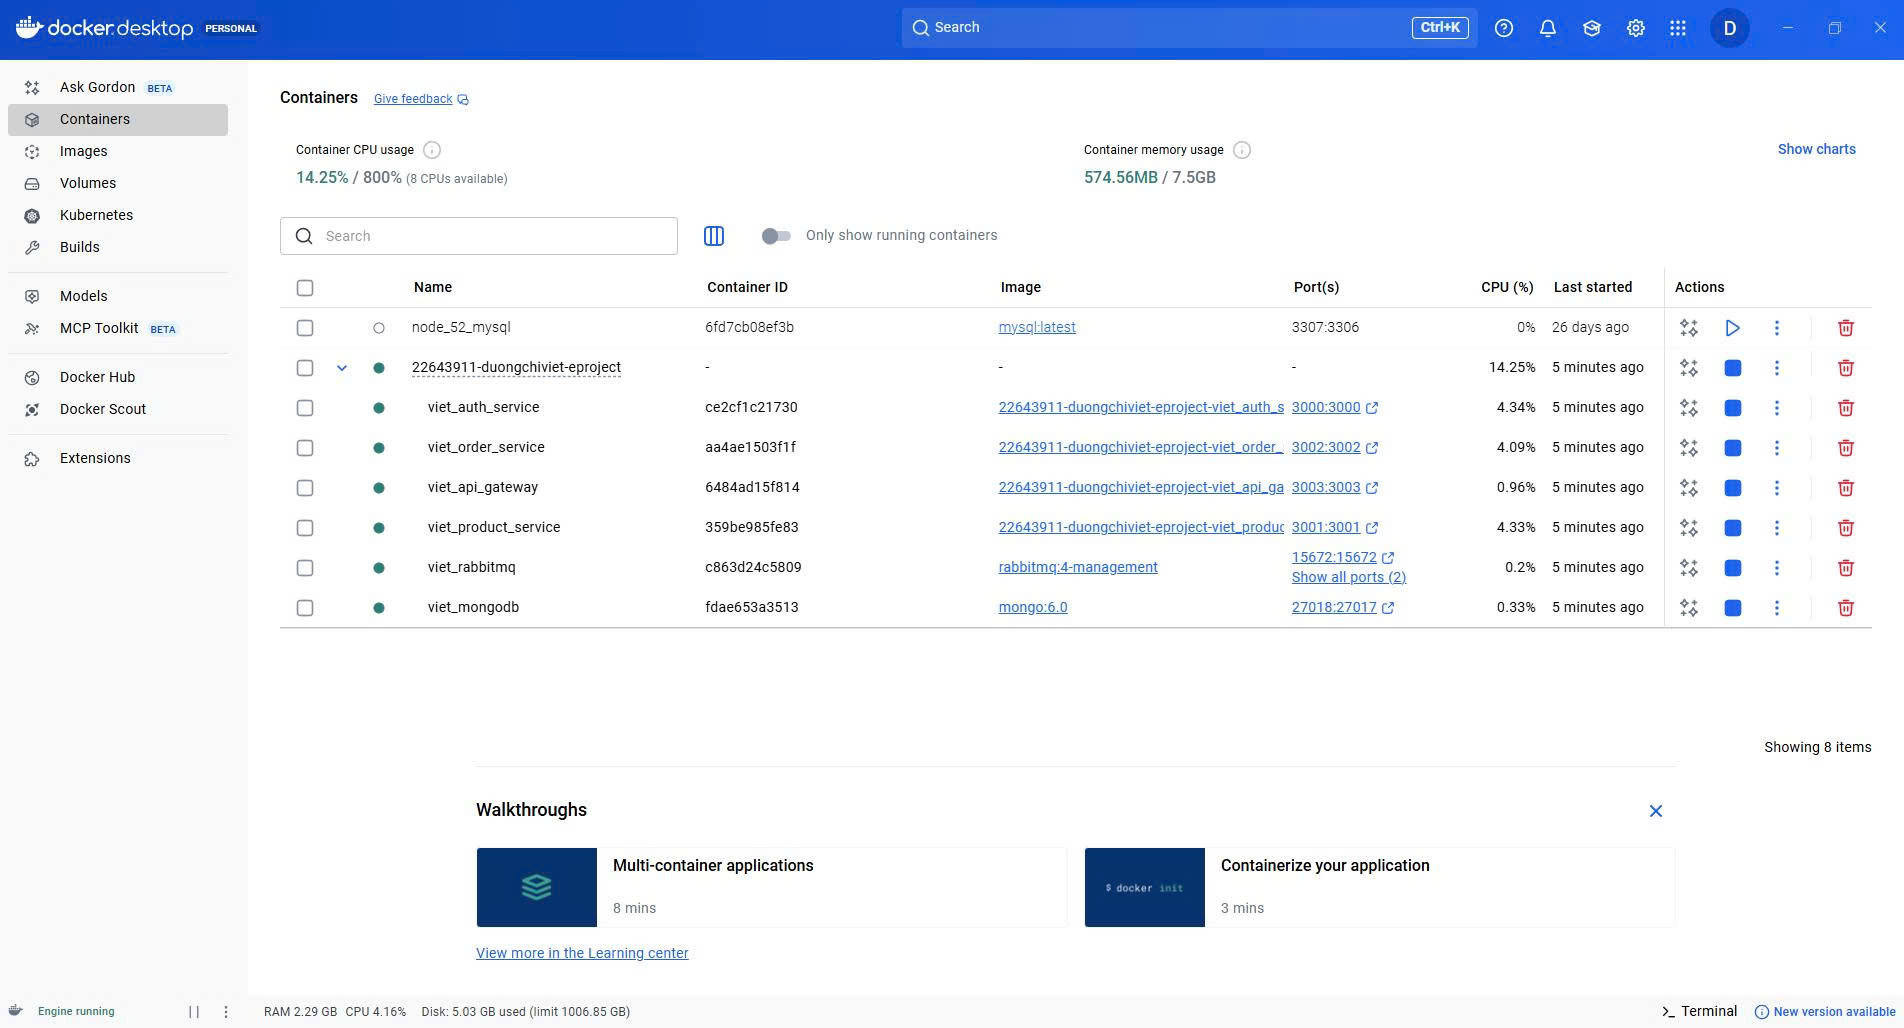 docker.desktop PERSONAL
Search Ctrl+K
D
Ask Gordon BETA
Containers
Images
Volumes
Kubernetes
Builds
Models
MCP Toolkit BETA
Docker Hub
Docker Scout
Extensions
Containers Give feedback
Container CPU usage
14.25% / 800% (8 CPUs available)
Container memory usage
574.56MB / 7.5GB
Show charts
Search
Only show running containers
Name Container ID Image Port(s) CPU (%) Last started Actions
node_52_mysql 6fd7cb08ef3b mysql:latest 3307:3306 0% 26 days ago
22643911-duongchiviet-eproject - - - 14.25% 5 minutes ago
viet_auth_service ce2cf1c21730 22643911-duongchiviet-eproject-viet_auth_s 3000:3000 4.34% 5 minutes ago
viet_order_service aa4ae1503f1f 22643911-duongchiviet-eproject-viet_order_ 3002:3002 4.09% 5 minutes ago
viet_api_gateway 6484ad15f814 22643911-duongchiviet-eproject-viet_api_ga 3003:3003 0.96% 5 minutes ago
viet_product_service 359be985fe83 22643911-duongchiviet-eproject-viet_produc 3001:3001 4.33% 5 minutes ago
viet_rabbitmq c863d24c5809 rabbitmq:4-management 15672:15672 0.2% 5 minutes ago
Show all ports (2)
viet_mongodb fdae653a3513 mongo:6.0 27018:27017 0.33% 5 minutes ago
Showing 8 items
Walkthroughs
Multi-container applications
8 mins
$ docker init
Containerize your application
3 mins
View more in the Learning center
Engine running
RAM 2.29 GB CPU 4.16% Disk: 5.03 GB used (limit 1006.85 GB)
Terminal
New version available